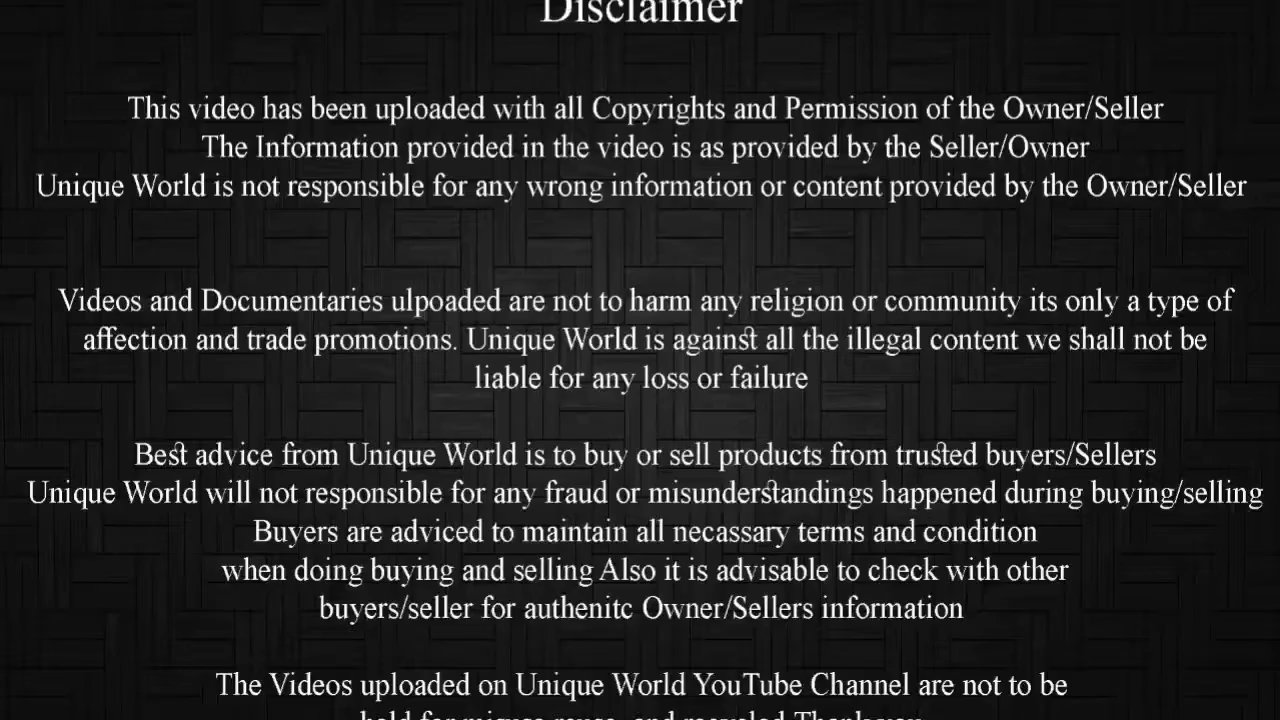 Disclaimer
This video has been uploaded with all Copyrights and Permission of the Owner/Seller
The Information provided in the video is as provided by the Seller/Owner
Unique World is not responsible for any wrong information or content provided by the Owner/Seller
Videos and Documentaries ulpoaded are not to harm any religion or community its only a type of
affection and trade promotions. Unique World is against all the illegal content we shall not be
liable for any loss or failure
Best advice from Unique World is to buy or sell products from trusted buyers/Sellers
Unique World will not responsible for any fraud or misunderstandings happened during buying/selling
Buyers are adviced to maintain all necassary terms and condition
when doing buying and selling Also it is advisable to check with other
buyers/seller for authenitc Owner/Sellers information
The Videos uploaded on Unique World YouTube Channel are not to be
held for misuse reuse, and